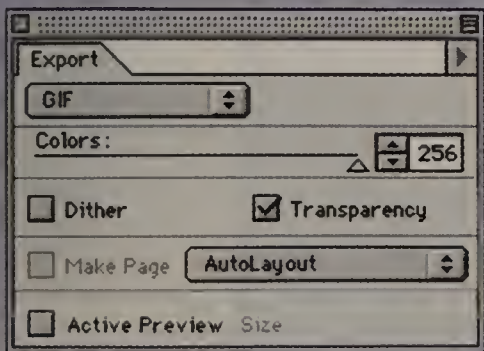 Export
GIF
Colors:
256
Dither Transparency
Make Page AutoLayout
Active Preview Size